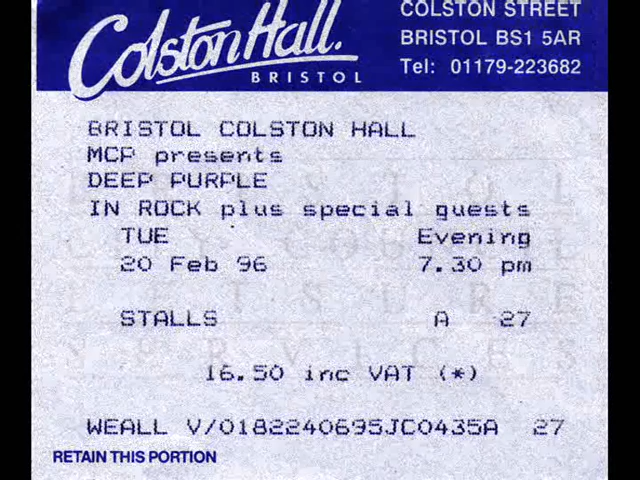 Colston Hall.
BRISTOL
COLSTON STREET
BRISTOL BS1 5AR
Tel: 01179-223682
BRISTOL COLSTON HALL
MCP presents
DEEP PURPLE
IN ROCK plus special guests
TUE Evening
20 Feb 96 7.30 pm
STALLS A 27
16.50 inc VAT (*)
WEALL V/0182240695JC0435A 27
RETAIN THIS PORTION